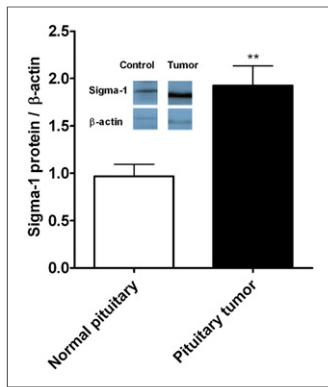 Sigma-1 protein / β-actin
2.5
2.0
1.5
1.0
0.5
0.0
Control Tumor
Sigma-1
β-actin
**
Normal pituitary
Pituitary tumor